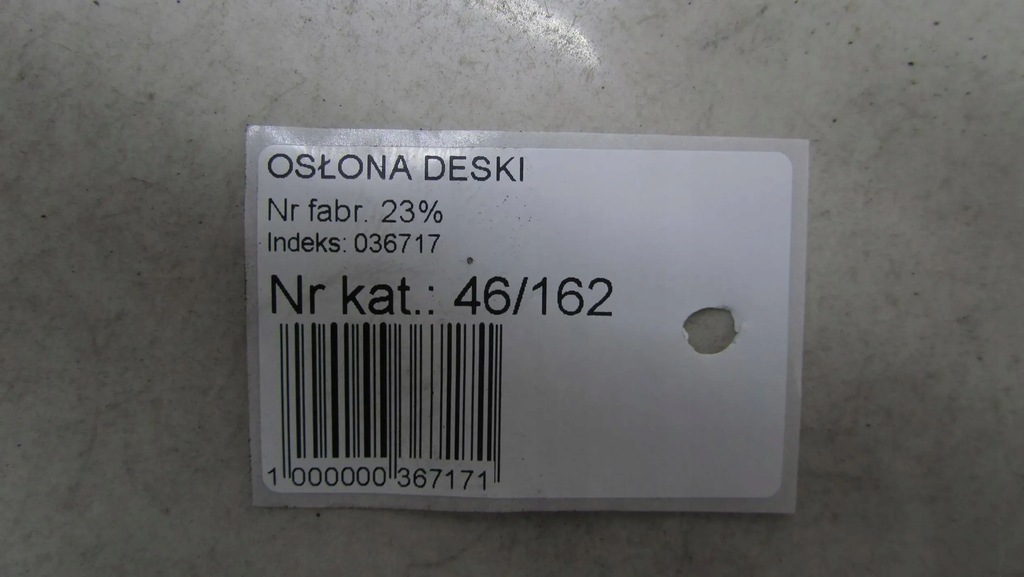 OSŁONA DESKI
Nr fabr. 23%
Indeks: 036717
Nr kat.: 46/162
1 000000 367171